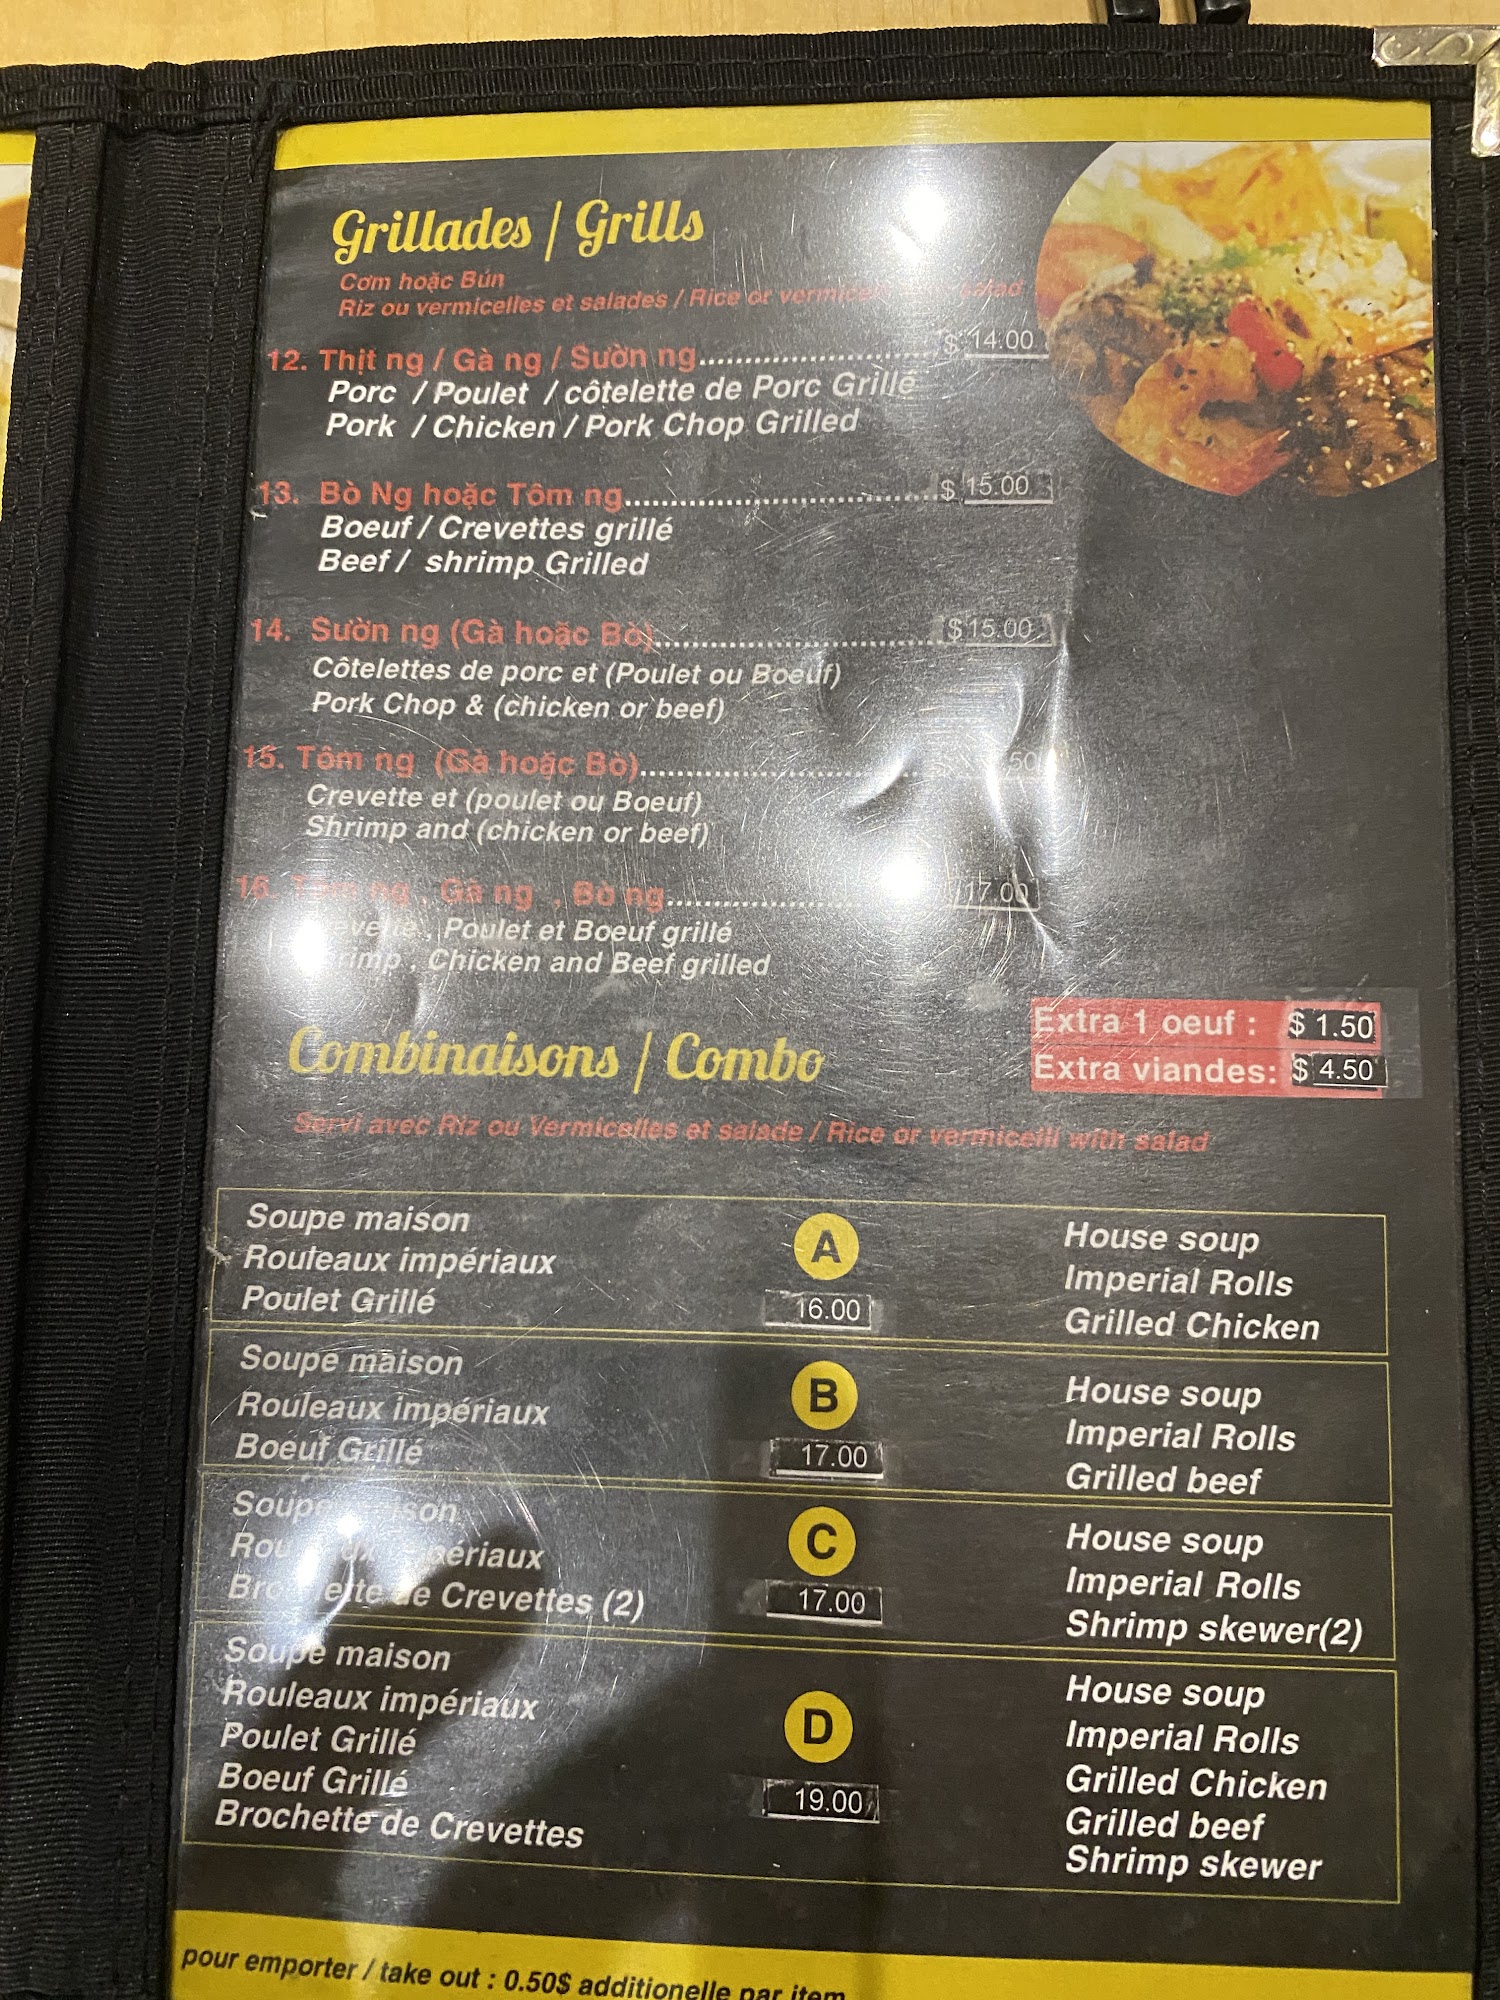 Grillades / Grills
Cơm hoặc Bún
Riz ou vermicelles et salades / Rice or salad
12. Thịt ng / Gà ng / Sườn ng.......................... $ 14.00
Porc / Poulet / côtelette de Porc Grillé
Pork / Chicken / Pork Chop Grilled
13. Bò Ng hoặc Tôm ng.................................. $ 15.00
Boeuf / Crevettes grillé
Beef / shrimp Grilled
14. Sườn ng (Gà hoặc Bò)............................... $ 15.00
Côtelettes de porc et (Poulet ou Boeuf)
Pork Chop & (chicken or beef)
15. Tôm ng (Gà hoặc Bò)..............................
Crevette et (poulet ou Boeuf)
Shrimp and (chicken or beef)
16. Tôm ng , Gà ng , Bò ng...................... 17.00
, Poulet et Boeuf grillé
, Chicken and Beef grilled
Extra 1 oeuf : $ 1.50
Extra viandes: $ 4.50
Combinaisons / Combo
Servi avec Riz ou Vermicelles et salade / Rice or vermicelli with salad
Soupe maison
Rouleaux impériaux
Poulet Grillé
A
16.00
House soup
Imperial Rolls
Grilled Chicken
Soupe maison
Rouleaux impériaux
Boeuf Grillé
B
17.00
House soup
Imperial Rolls
Grilled beef
Soupe maison
Rouleaux impériaux
Brochette de Crevettes (2)
C
17.00
House soup
Imperial Rolls
Shrimp skewer(2)
Soupe maison
Rouleaux impériaux
Poulet Grillé
Boeuf Grillé
Brochette de Crevettes
D
19.00
House soup
Imperial Rolls
Grilled Chicken
Grilled beef
Shrimp skewer
pour emporter / take out : 0.50$ additionelle par item